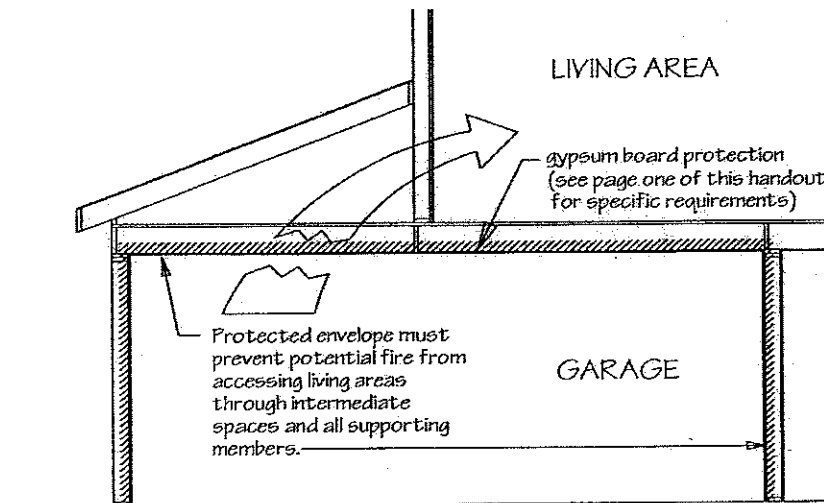 LIVING AREA
gypsum board protection
(see page one of this handout
for specific requirements)
Protected envelope must
prevent potential fire from
accessing living areas
through intermediate
spaces and all supporting
members.
GARAGE